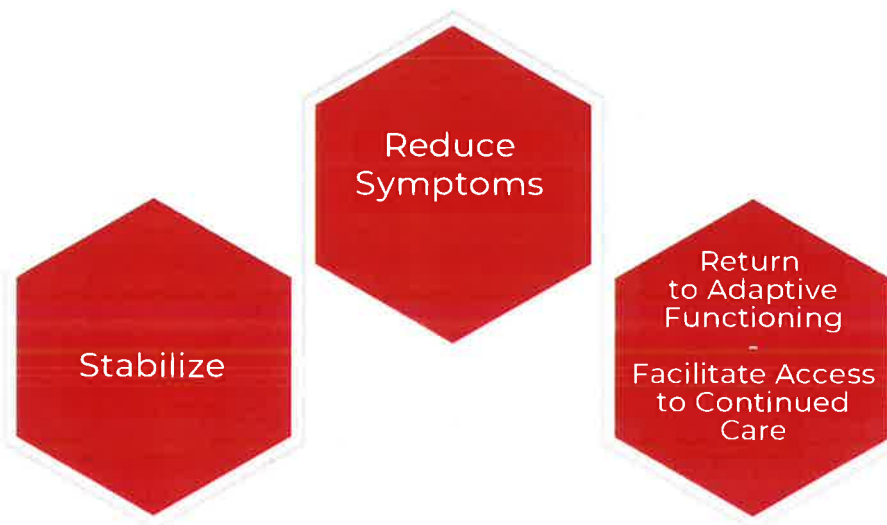 Stabilize
Reduce
Symptoms
Return
to Adaptive
Functioning
-
Facilitate Access
to Continued
Care